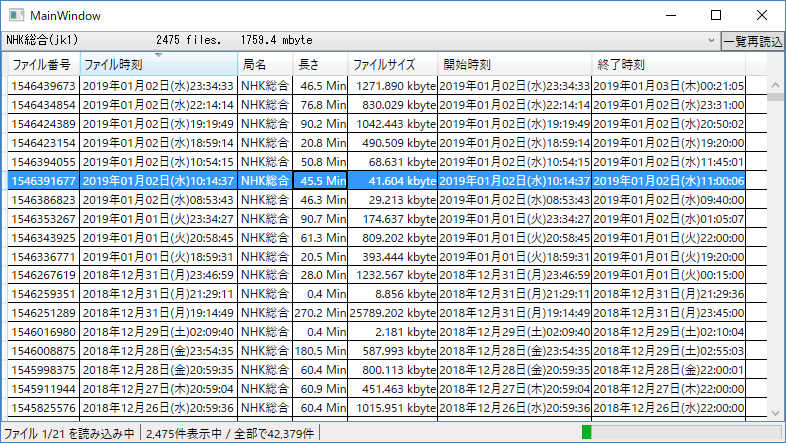 MainWindow
NHK総合(jk1) 2475 files. 1759.4 mbyte 一覧再読込
ファイル番号 ファイル時刻 局名 長さ ファイルサイズ 開始時刻 終了時刻
1546439673 2019年01月02日(水)23:34:33 NHK総合 46.5 Min 1271.890 kbyte 2019年01月02日(水)23:34:33 2019年01月03日(木)00:21:05
1546434854 2019年01月02日(水)22:14:14 NHK総合 76.8 Min 830.029 kbyte 2019年01月02日(水)22:14:14 2019年01月02日(水)23:31:00
1546424389 2019年01月02日(水)19:19:49 NHK総合 90.2 Min 1042.443 kbyte 2019年01月02日(水)19:19:49 2019年01月02日(水)20:50:02
1546423154 2019年01月02日(水)18:59:14 NHK総合 20.8 Min 490.509 kbyte 2019年01月02日(水)18:59:14 2019年01月02日(水)19:20:00
1546394055 2019年01月02日(水)10:54:15 NHK総合 50.8 Min 68.631 kbyte 2019年01月02日(水)10:54:15 2019年01月02日(水)11:45:01
1546391677 2019年01月02日(水)10:14:37 NHK総合 45.5 Min 41.604 kbyte 2019年01月02日(水)10:14:37 2019年01月02日(水)11:00:06
1546386823 2019年01月02日(水)08:53:43 NHK総合 46.3 Min 29.213 kbyte 2019年01月02日(水)08:53:43 2019年01月02日(水)09:40:00
1546353267 2019年01月01日(火)23:34:27 NHK総合 90.7 Min 174.637 kbyte 2019年01月01日(火)23:34:27 2019年01月02日(水)01:05:07
1546343925 2019年01月01日(火)20:58:45 NHK総合 61.3 Min 809.202 kbyte 2019年01月01日(火)20:58:45 2019年01月01日(火)22:00:00
1546336771 2019年01月01日(火)18:59:31 NHK総合 20.5 Min 393.444 kbyte 2019年01月01日(火)18:59:31 2019年01月01日(火)19:20:00
1546267619 2018年12月31日(月)23:46:59 NHK総合 28.0 Min 1232.567 kbyte 2018年12月31日(月)23:46:59 2019年01月01日(火)00:15:00
1546259351 2018年12月31日(月)21:29:11 NHK総合 0.4 Min 8.856 kbyte 2018年12月31日(月)21:29:11 2018年12月31日(月)21:29:36
1546251289 2018年12月31日(月)19:14:49 NHK総合 270.2 Min 25789.202 kbyte 2018年12月31日(月)19:14:49 2018年12月31日(月)23:45:00
1546016980 2018年12月29日(土)02:09:40 NHK総合 0.4 Min 2.181 kbyte 2018年12月29日(土)02:09:40 2018年12月29日(土)02:10:04
1546008875 2018年12月28日(金)23:54:35 NHK総合 180.5 Min 587.993 kbyte 2018年12月28日(金)23:54:35 2018年12月29日(土)02:55:03
1545998375 2018年12月28日(金)20:59:35 NHK総合 60.4 Min 800.113 kbyte 2018年12月28日(金)20:59:35 2018年12月28日(金)22:00:01
1545911944 2018年12月27日(木)20:59:04 NHK総合 60.9 Min 451.463 kbyte 2018年12月27日(木)20:59:04 2018年12月27日(木)22:00:00
1545825576 2018年12月26日(水)20:59:36 NHK総合 60.4 Min 1015.951 kbyte 2018年12月26日(水)20:59:36 2018年12月26日(水)22:00:00
ファイル 1/21 を読み込み中 2,475件表示中 / 全部で42,379件